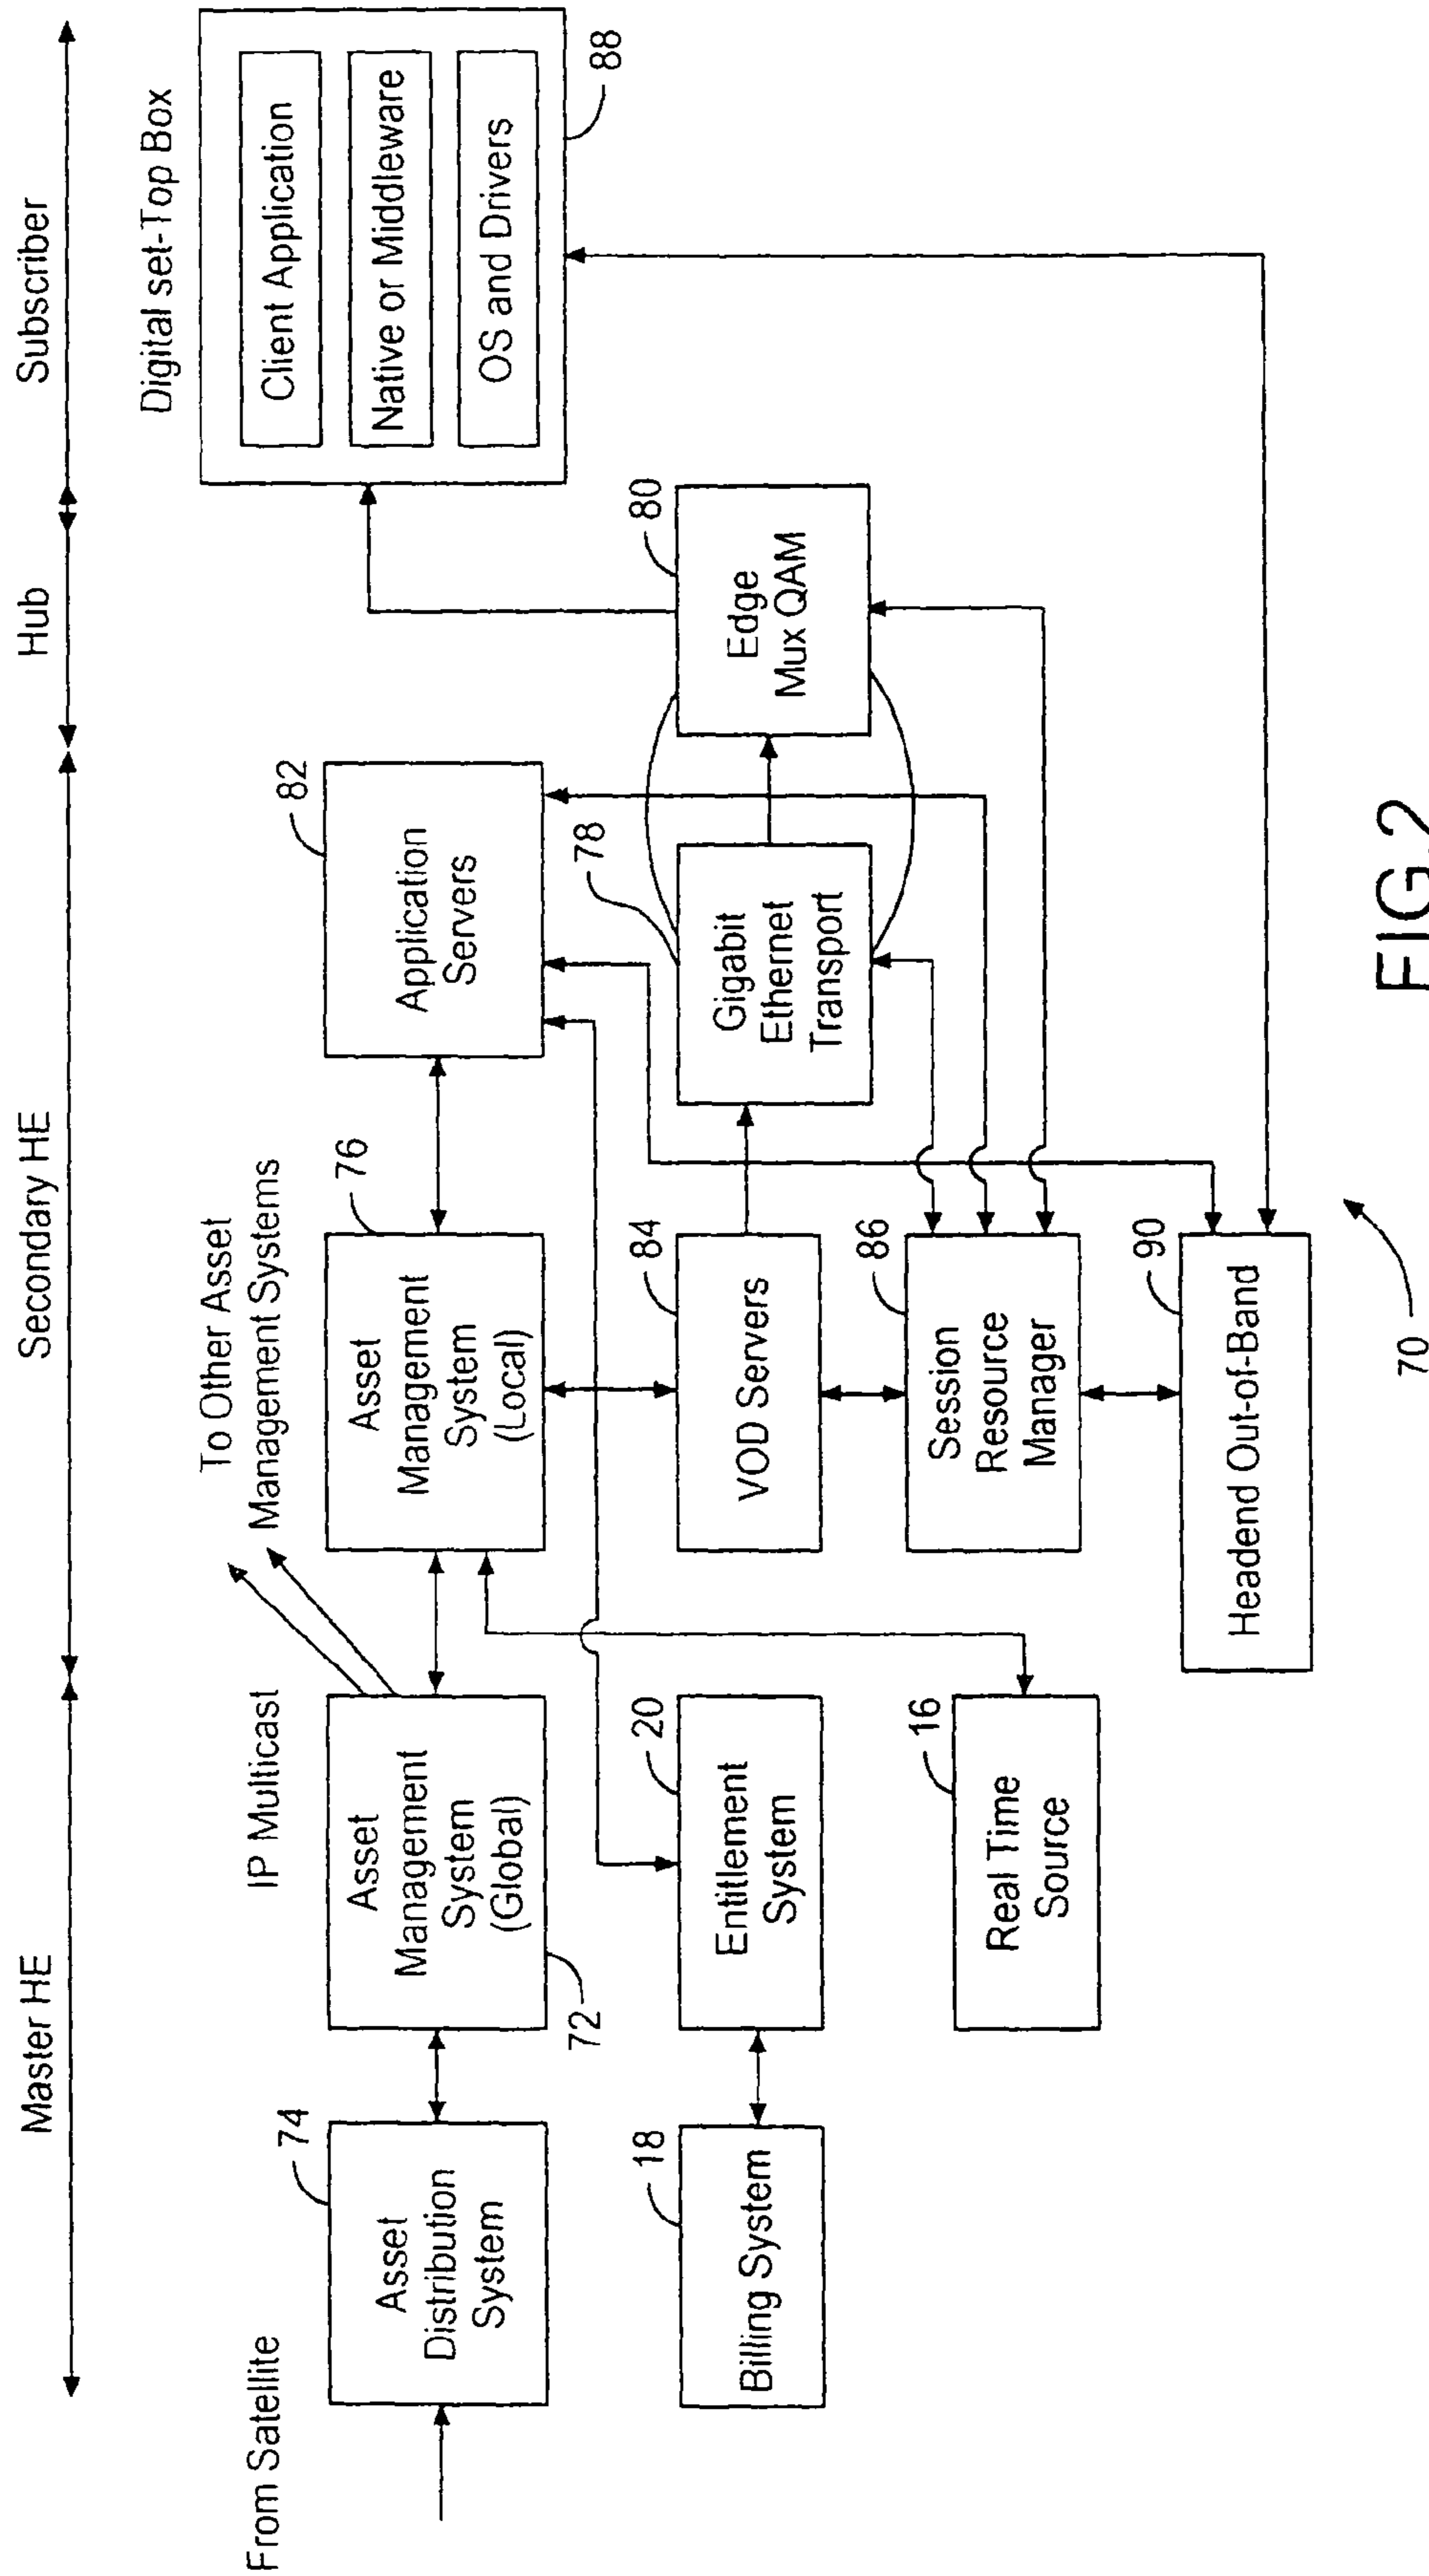 Master HE
Secondary HE
Hub
Subscriber
From Satellite
IP Multicast
To Other Asset
Management Systems
Digital set-Top Box
74
Asset
Distribution
System
Asset
Management
System
(Global)
72
76
Asset
Management
System
(Local)
82
Application
Servers
Client Application
Native or Middleware
OS and Drivers
88
18
Billing System
20
Entitlement
System
84
VOD Servers
78
Gigabit
Ethernet
Transport
80
Edge
Mux QAM
16
Real Time
Source
86
Session
Resource
Manager
90
Headend Out-of-Band
70
FIG.2